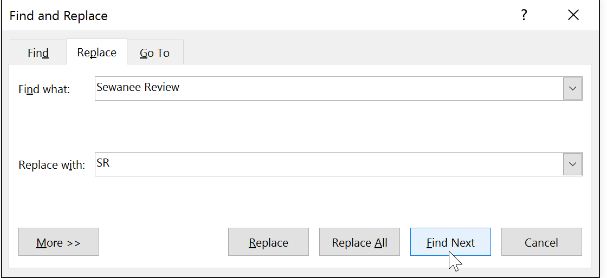 Find and Replace ? ×
Find Replace Go To
Find what: Sewanee Review
Replace with: SR
More >> Replace Replace All Find Next Cancel